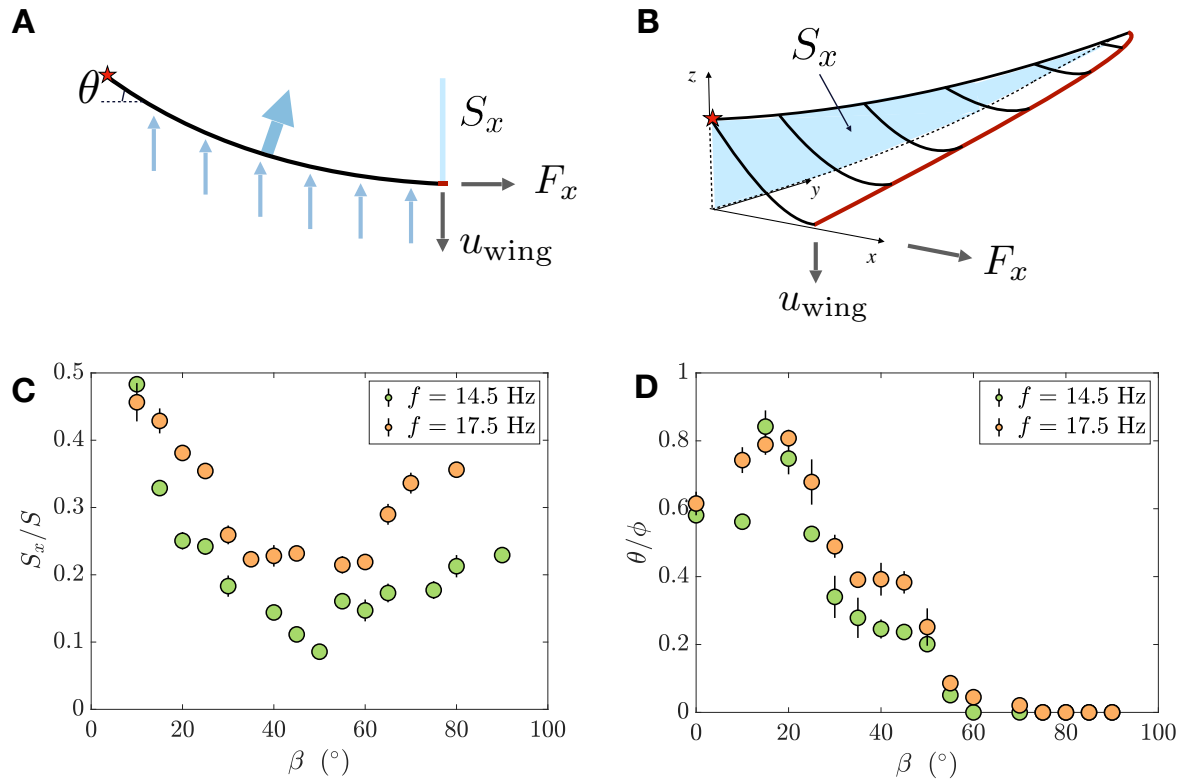 A
θ
S_x
F_x
u_wing
B
S_x
z
y
x
F_x
u_wing
C
0.5
0.4
0.3
0.2
0.1
0
S_x/S
f = 14.5 Hz
f = 17.5 Hz
0 20 40 60 80 100
β (°)
D
1
0.8
0.6
0.4
0.2
0
θ/ϕ
f = 14.5 Hz
f = 17.5 Hz
0 20 40 60 80 100
β (°)